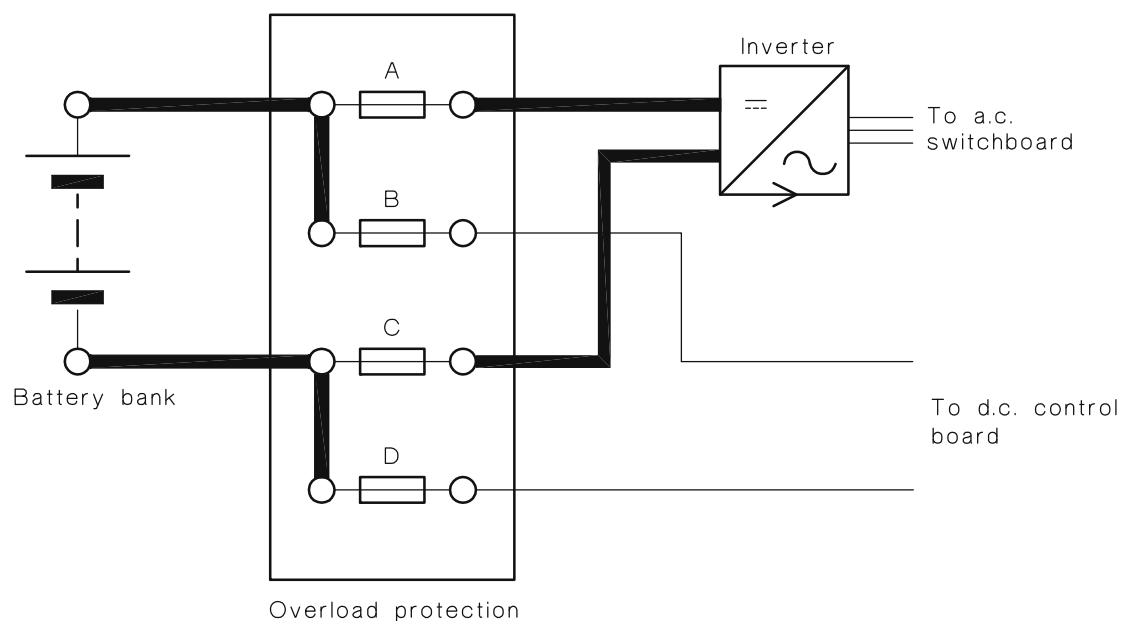 Inverter
A
To a.c.
switchboard
B
C
Battery bank
To d.c. control
board
D
Overload protection